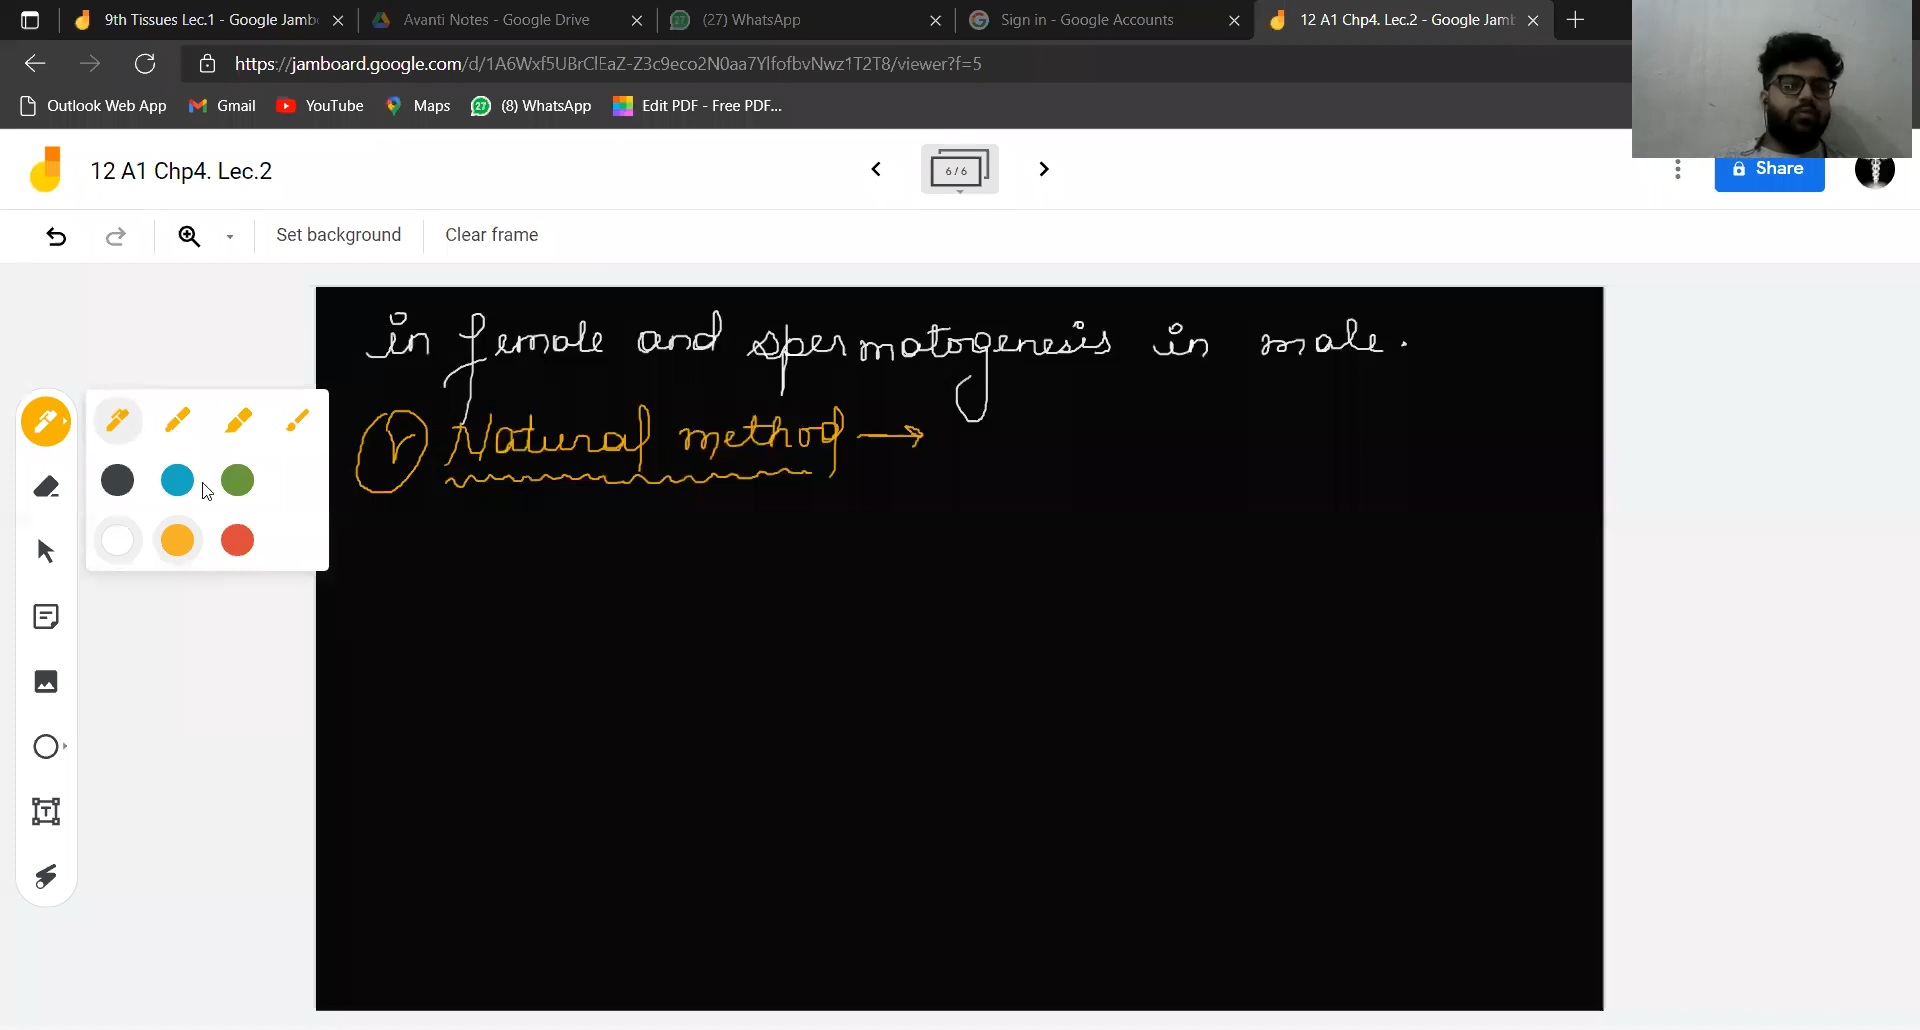 9th Tissues Lec.1 - Google Jamb
Avanti Notes - Google Drive
(27) WhatsApp
Sign in - Google Accounts
12 A1 Chp4. Lec.2 - Google Jamb
https://jamboard.google.com/d/1A6Wxf5UBrClEaZ-Z3c9eco2N0aa7YlfofbvNwz1T2T8/viewer?f=5
Outlook Web App
Gmail
YouTube
Maps
(8) WhatsApp
Edit PDF - Free PDF...
12 A1 Chp4. Lec.2
6 / 6
Share
Set background
Clear frame
in female and spermatogenesis in male.
Natural method →